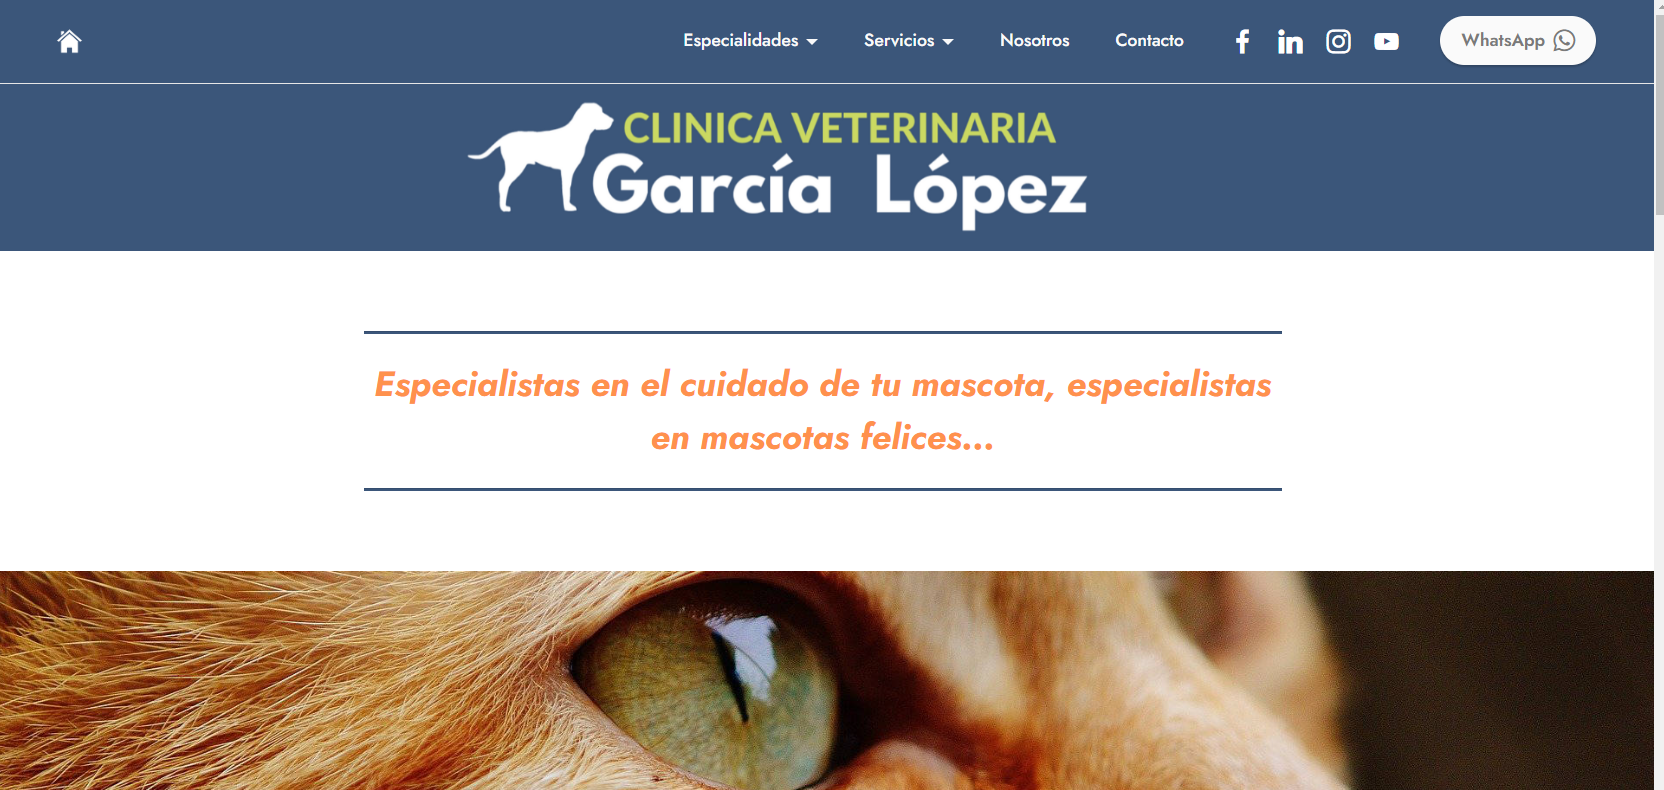 Especialidades
Servicios
Nosotros
Contacto
WhatsApp
CLINICA VETERINARIA
García López
Especialistas en el cuidado de tu mascota, especialistas
en mascotas felices...